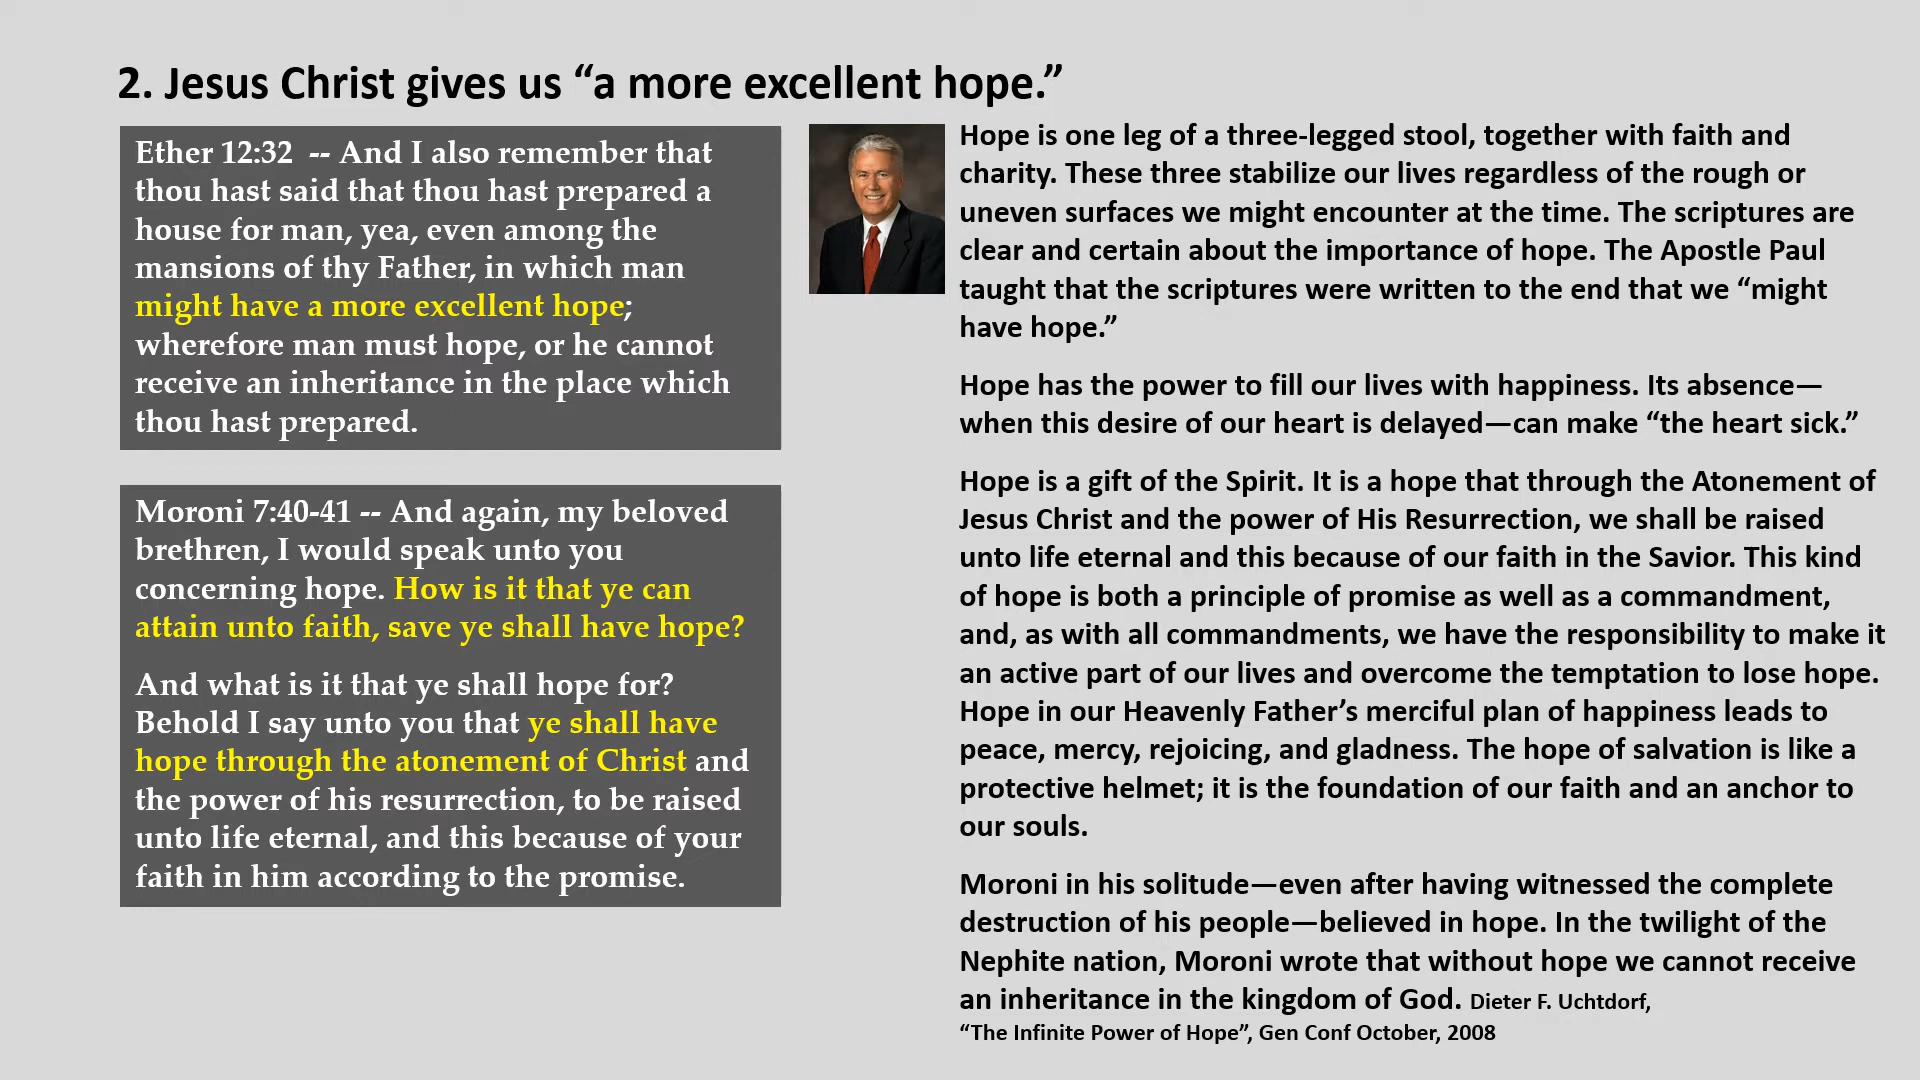 2. Jesus Christ gives us “a more excellent hope.”
Ether 12:32  -- And I also remember that
thou hast said that thou hast prepared a
house for man, yea, even among the
mansions of thy Father, in which man
might have a more excellent hope;
wherefore man must hope, or he cannot
receive an inheritance in the place which
thou hast prepared.
Moroni 7:40-41 -- And again, my beloved
brethren, I would speak unto you
concerning hope. How is it that ye can
attain unto faith, save ye shall have hope?
And what is it that ye shall hope for?
Behold I say unto you that ye shall have
hope through the atonement of Christ and
the power of his resurrection, to be raised
unto life eternal, and this because of your
faith in him according to the promise.
Hope is one leg of a three-legged stool, together with faith and
charity. These three stabilize our lives regardless of the rough or
uneven surfaces we might encounter at the time. The scriptures are
clear and certain about the importance of hope. The Apostle Paul
taught that the scriptures were written to the end that we “might
have hope.”
Hope has the power to fill our lives with happiness. Its absence—
when this desire of our heart is delayed—can make “the heart sick.”
Hope is a gift of the Spirit. It is a hope that through the Atonement of
Jesus Christ and the power of His Resurrection, we shall be raised
unto life eternal and this because of our faith in the Savior. This kind
of hope is both a principle of promise as well as a commandment,
and, as with all commandments, we have the responsibility to make it
an active part of our lives and overcome the temptation to lose hope.
Hope in our Heavenly Father’s merciful plan of happiness leads to
peace, mercy, rejoicing, and gladness. The hope of salvation is like a
protective helmet; it is the foundation of our faith and an anchor to
our souls.
Moroni in his solitude—even after having witnessed the complete
destruction of his people—believed in hope. In the twilight of the
Nephite nation, Moroni wrote that without hope we cannot receive
an inheritance in the kingdom of God. Dieter F. Uchtdorf,
“The Infinite Power of Hope”, Gen Conf October, 2008